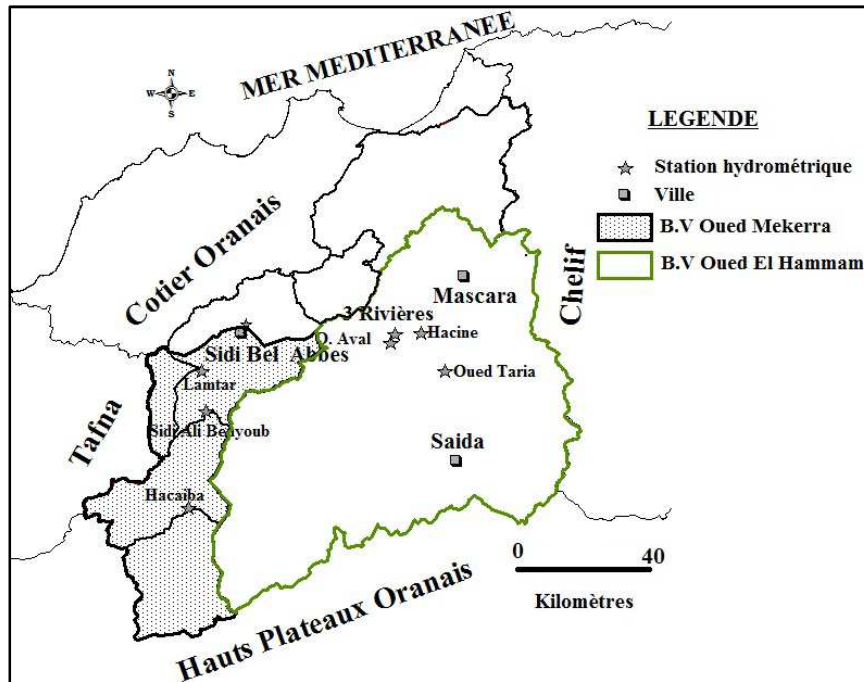 MER MEDITERRANEE
N
W E
S
LEGENDE
Station hydrométrique
Ville
B.V Oued Mekerra
B.V Oued El Hammam
Cotier Oranais
Chelif
Mascara
3 Rivières
Hacine
O. Aval
Sidi Bel Abbes
Oued Taria
Lamtar
Tafna
Sidi Ali Benyoub
Saida
Hacaiba
0 40
Kilomètres
Hauts Plateaux Oranais